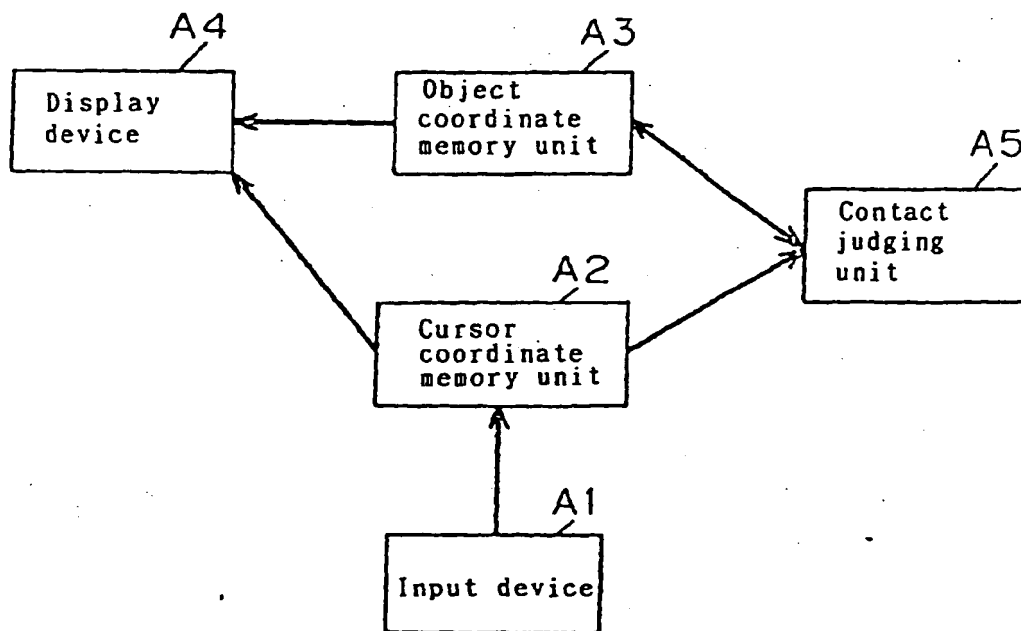 A4
Display
device
A3
Object
coordinate
memory unit
A5
Contact
judging
unit
A2
Cursor
coordinate
memory unit
A1
Input device